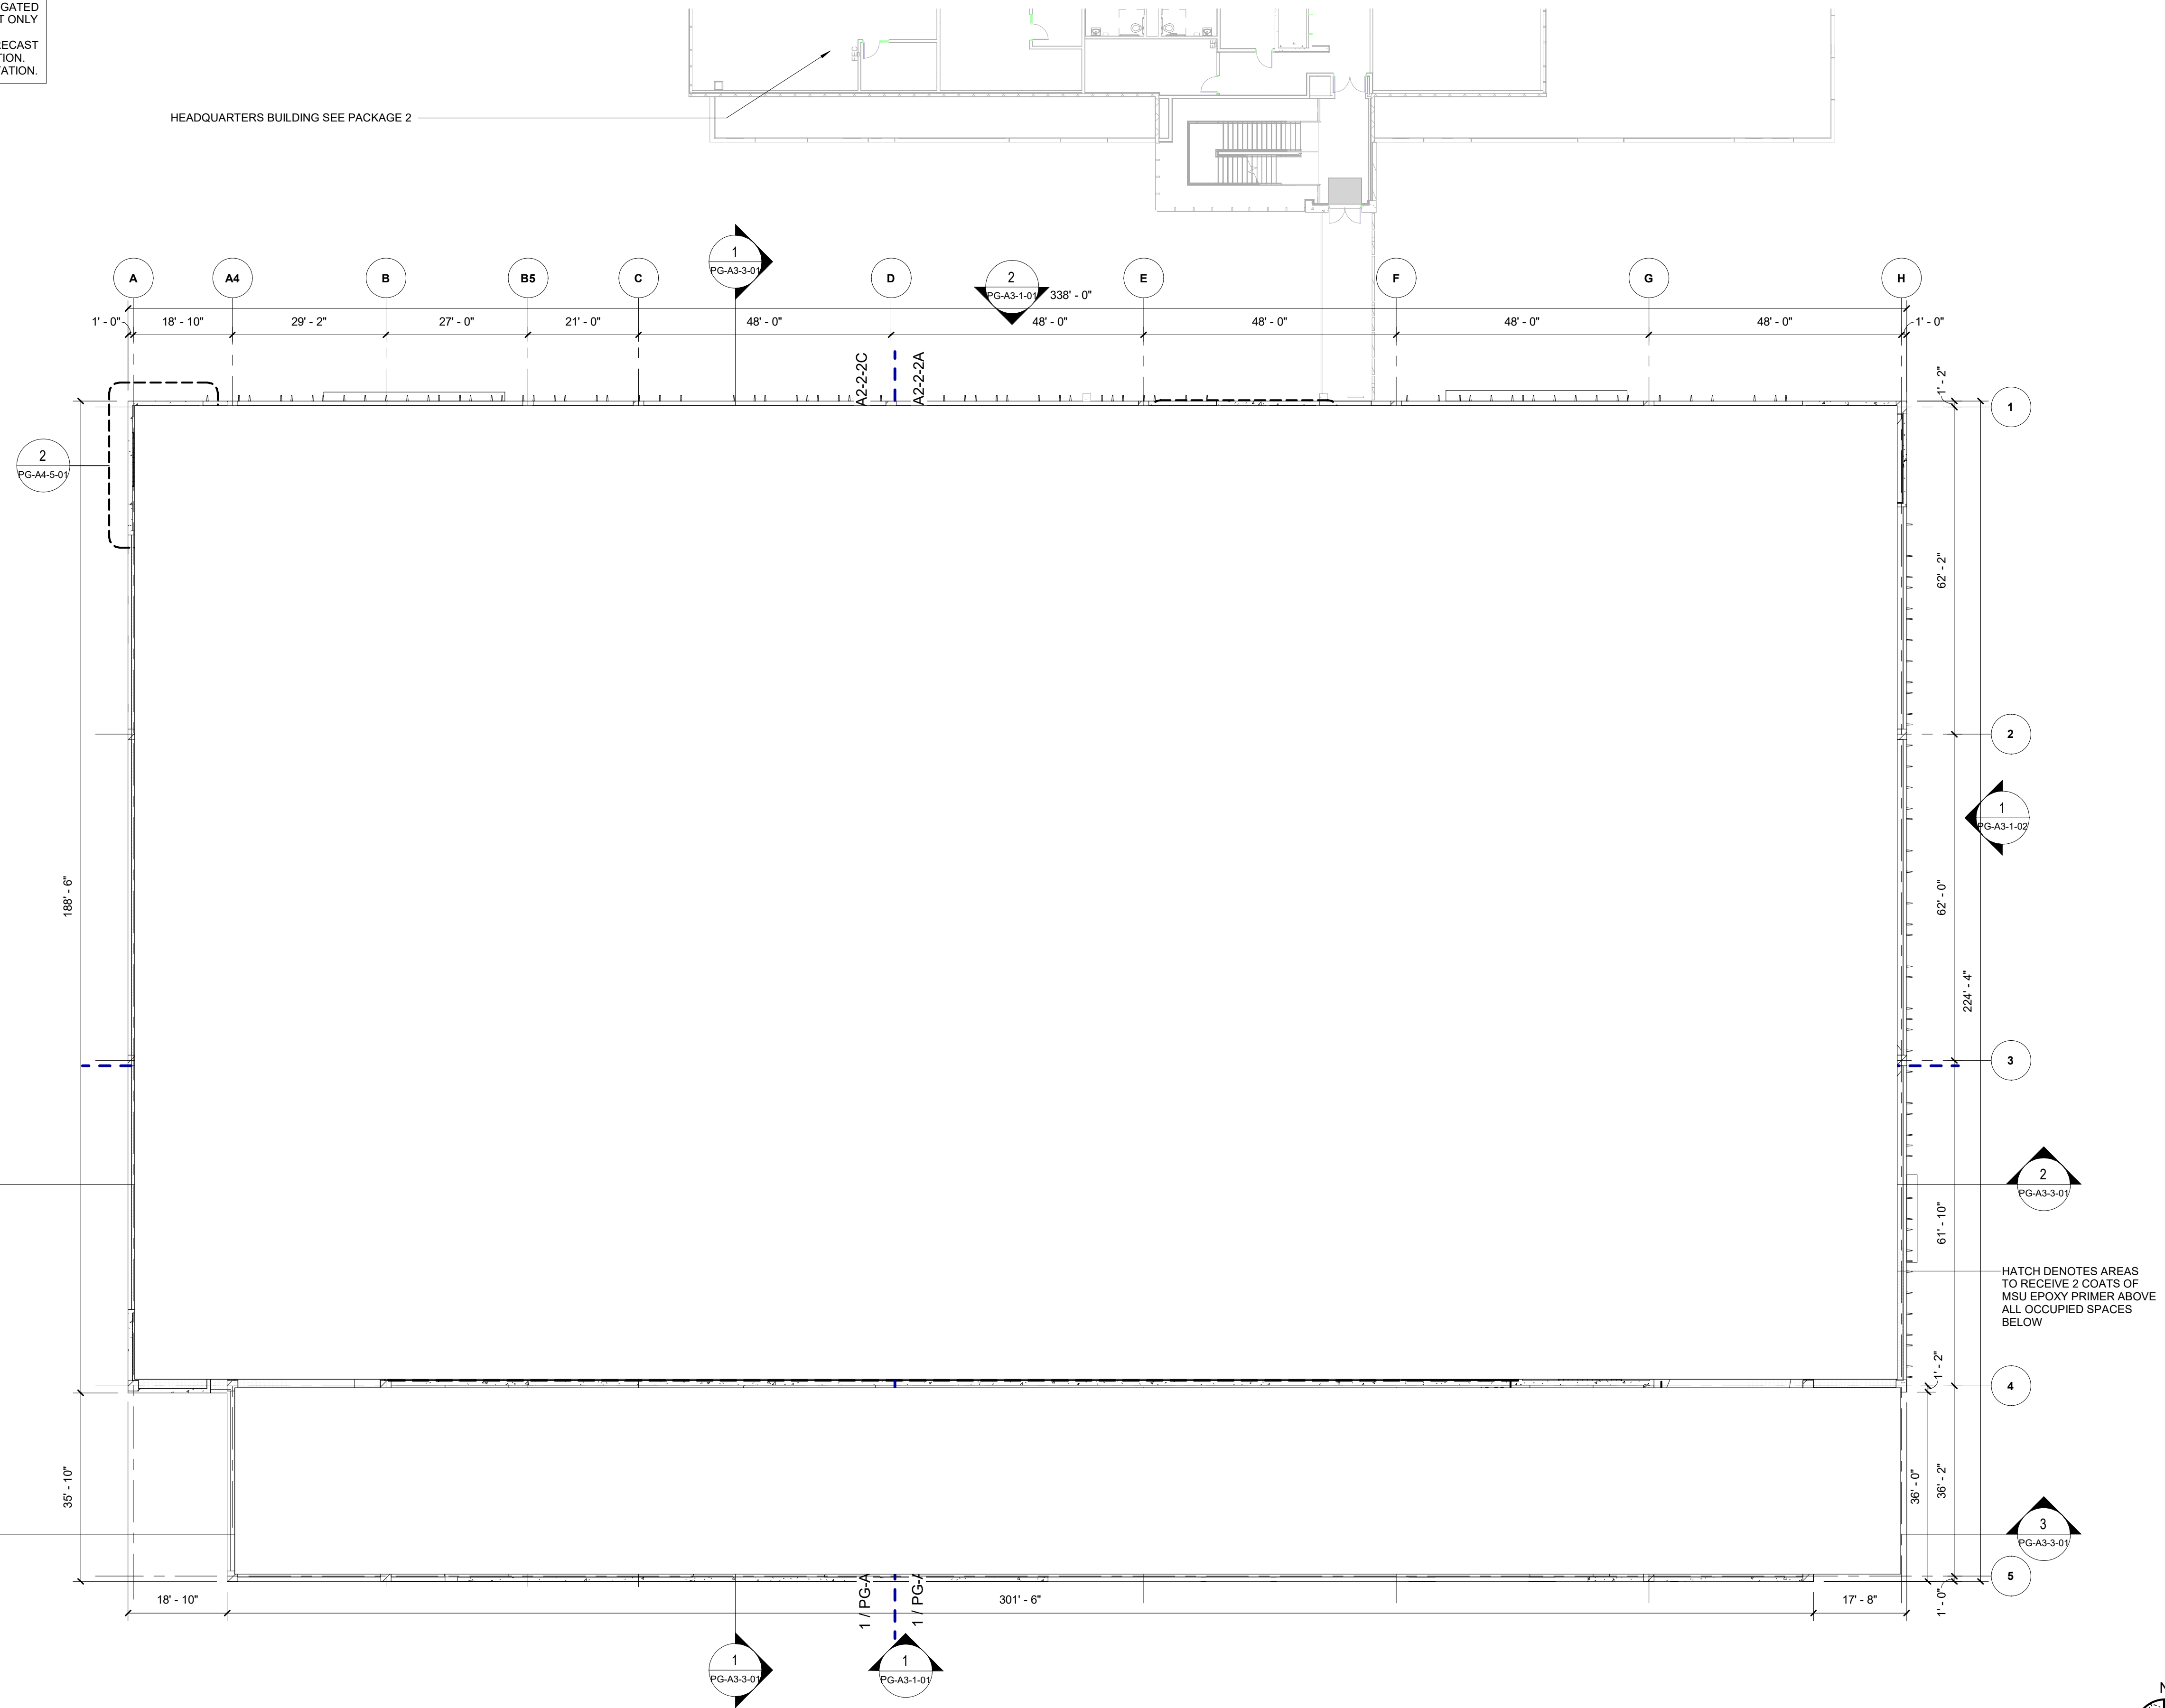 GATED
T ONLY
RECAST
TION.
TATION.
FEC
HEADQUARTERS BUILDING SEE PACKAGE 2
1
PG-A3-3-01
2
PG-A3-1-01
A
A4
B
B5
C
D
E
F
G
H
338' - 0"
1' - 0"
18' - 10"
29' - 2"
27' - 0"
21' - 0"
48' - 0"
48' - 0"
48' - 0"
48' - 0"
48' - 0"
1' - 0"
A2-2-2C
A2-2-2A
1' - 2"
1
2
PG-A4-5-01
62' - 2"
2
1
PG-A3-1-02
188' - 6"
62' - 0"
224' - 4"
3
2
PG-A3-3-01
61' - 10"
HATCH DENOTES AREAS
TO RECEIVE 2 COATS OF
MSU EPOXY PRIMER ABOVE
ALL OCCUPIED SPACES
BELOW
1' - 2"
4
35' - 10"
36' - 0"
36' - 2"
3
PG-A3-3-01
5
1' - 0"
1 / PG-A
1 / PG-A
18' - 10"
301' - 6"
17' - 8"
1
PG-A3-3-01
1
PG-A3-1-01